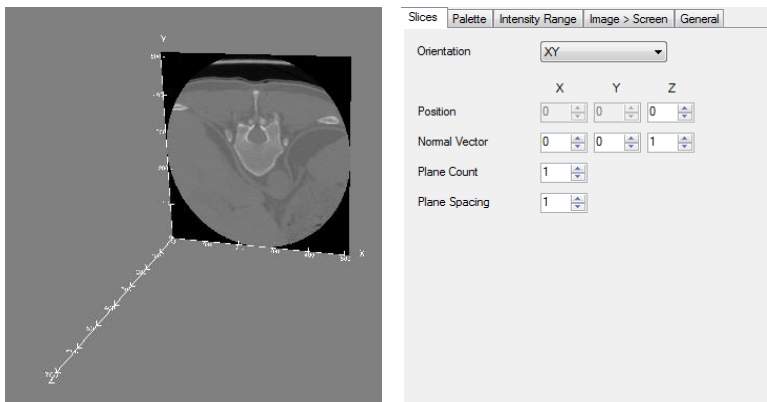 Slices Palette Intensity Range Image > Screen General
Orientation XY
X Y Z
Position 0 0 0
Normal Vector 0 0 1
Plane Count 1
Plane Spacing 1
Y
X
500
Z